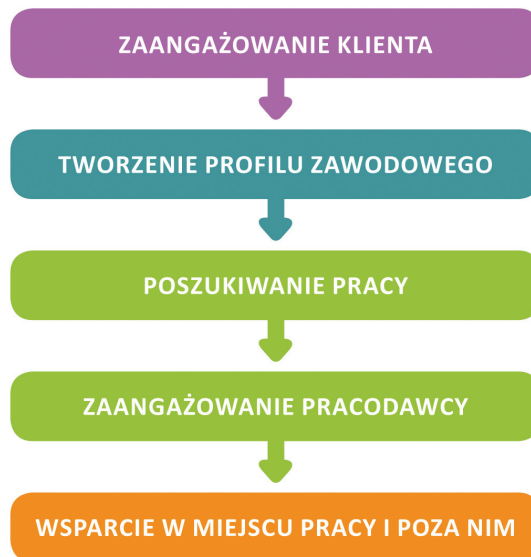 ZAANGAŻOWANIE KLIENTA
TWORZENIE PROFILU ZAWODOWEGO
POSZUKIWANIE PRACY
ZAANGAŻOWANIE PRACODAWCY
WSPARCIE W MIEJSCU PRACY I POZA NIM